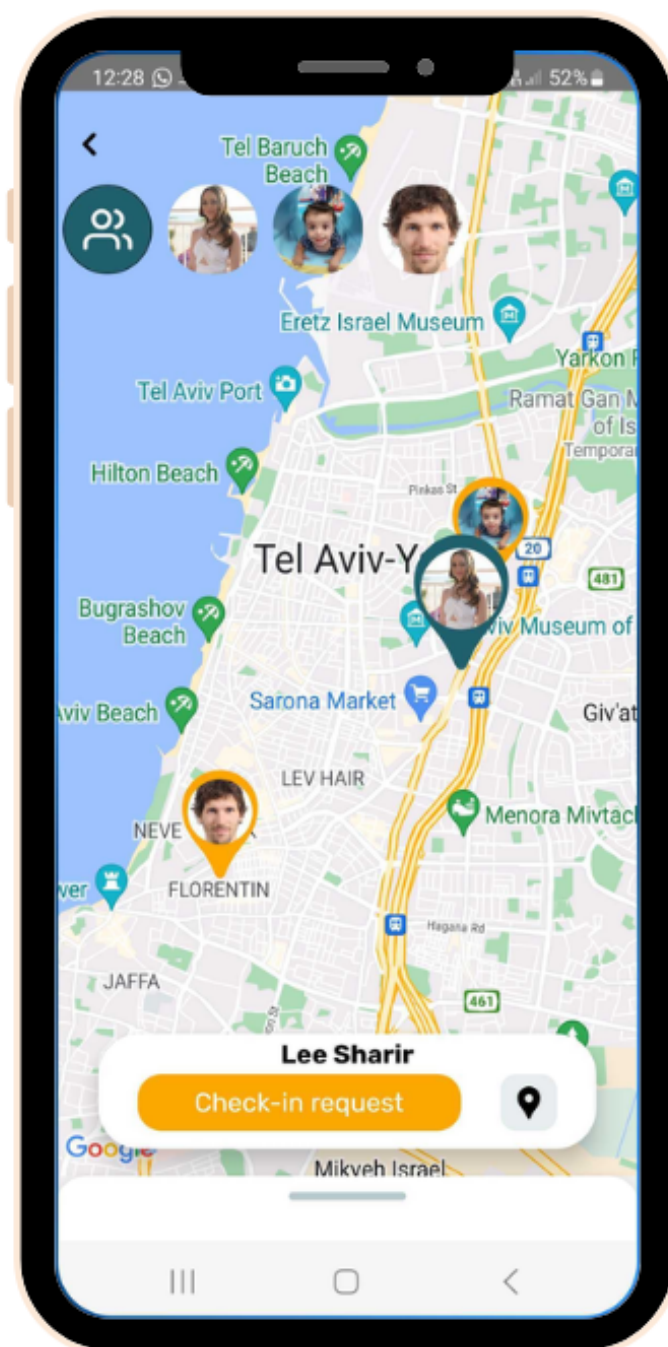 12:28
52%
Tel Baruch
Beach
Eretz Israel Museum
Yarkon
Tel Aviv Port
Ramat Gan
of
Hilton Beach
Pinkas St
Tel Aviv-Y
20
481
Bugrashov
Beach
Museum of
Aviv Beach
Sarona Market
Giv'at
LEV HAIR
Menora Mivtach
NEVE
FLORENTIN
Hagana Rd
JAFFA
461
Lee Sharir
Check-in request
Google
Mikveh Israel